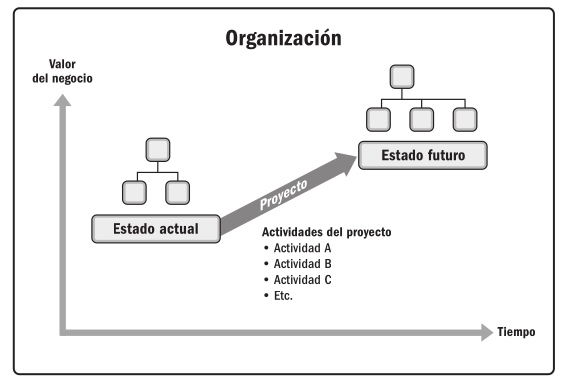 Organización
Valor
del negocio
Estado futuro
Proyecto
Estado actual
Actividades del proyecto
• Actividad A
• Actividad B
• Actividad C
• Etc.
Tiempo